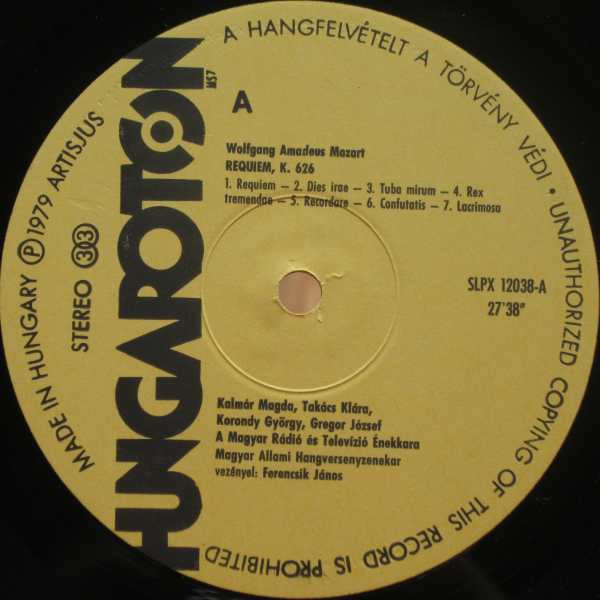 A HANGFELVÉTELT A TÖRVÉNY VÉDI • UNAUTHORIZED COPYING OF THIS RECORD IS PROHIBITED
MADE IN HUNGARY Ⓟ 1979 ARTISJUS
STEREO 303
HUNGAROTON
MS7
A
Wolfgang Amadeus Mozart
REQUIEM, K. 626
1. Requiem – 2. Dies irae – 3. Tuba mirum – 4. Rex
tremendae – 5. Recordare – 6. Confutatis – 7. Lacrimosa
SLPX 12038-A
27'38"
Kalmár Magda, Takács Klára,
Korondy György, Gregor József
A Magyar Rádió és Televízió Énekkara
Magyar Allami Hangversenyzenekar
vezényel: Ferencsik János